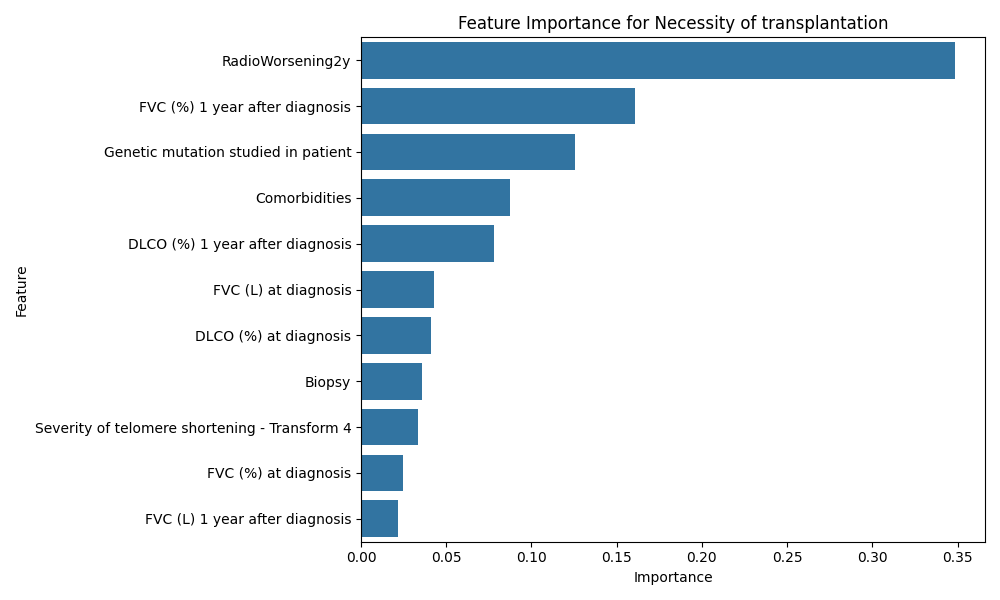 Feature Importance for Necessity of transplantation
Feature
RadioWorsening2y
FVC (%) 1 year after diagnosis
Genetic mutation studied in patient
Comorbidities
DLCO (%) 1 year after diagnosis
FVC (L) at diagnosis
DLCO (%) at diagnosis
Biopsy
Severity of telomere shortening - Transform 4
FVC (%) at diagnosis
FVC (L) 1 year after diagnosis
0.00 0.05 0.10 0.15 0.20 0.25 0.30 0.35
Importance